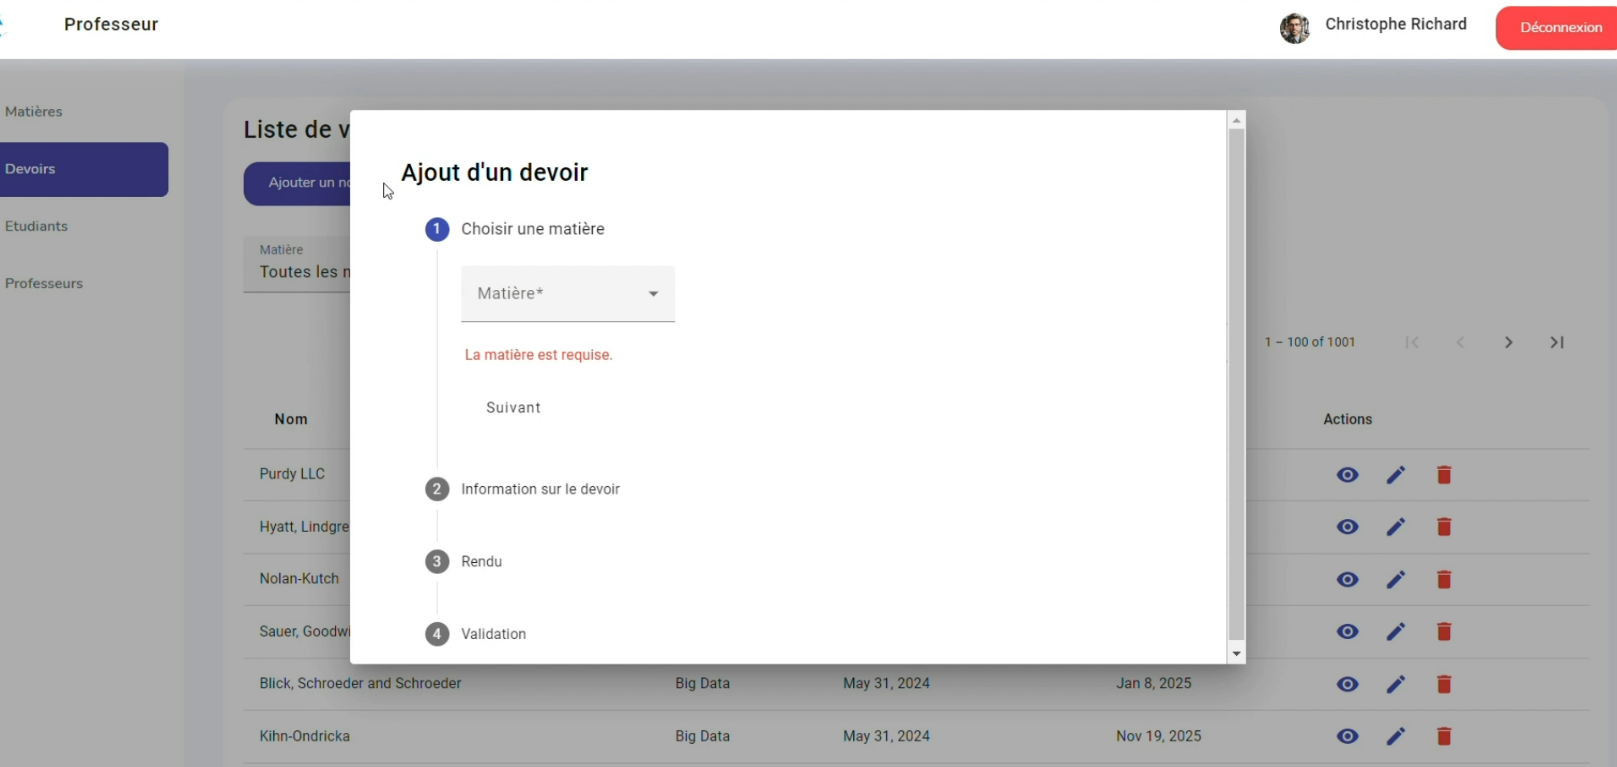 Professeur
Christophe Richard
Déconnexion
Matières
Devoirs
Etudiants
Professeurs
Liste de v
Ajouter un no
Matière
Toutes les
Ajout d'un devoir
1 Choisir une matière
Matière*
La matière est requise.
Suivant
2 Information sur le devoir
3 Rendu
4 Validation
1 – 100 of 1001
Nom Actions
Purdy LLC
Hyatt, Lindgre
Nolan-Kutch
Sauer, Goodwi
Blick, Schroeder and Schroeder Big Data May 31, 2024 Jan 8, 2025
Kihn-Ondricka Big Data May 31, 2024 Nov 19, 2025